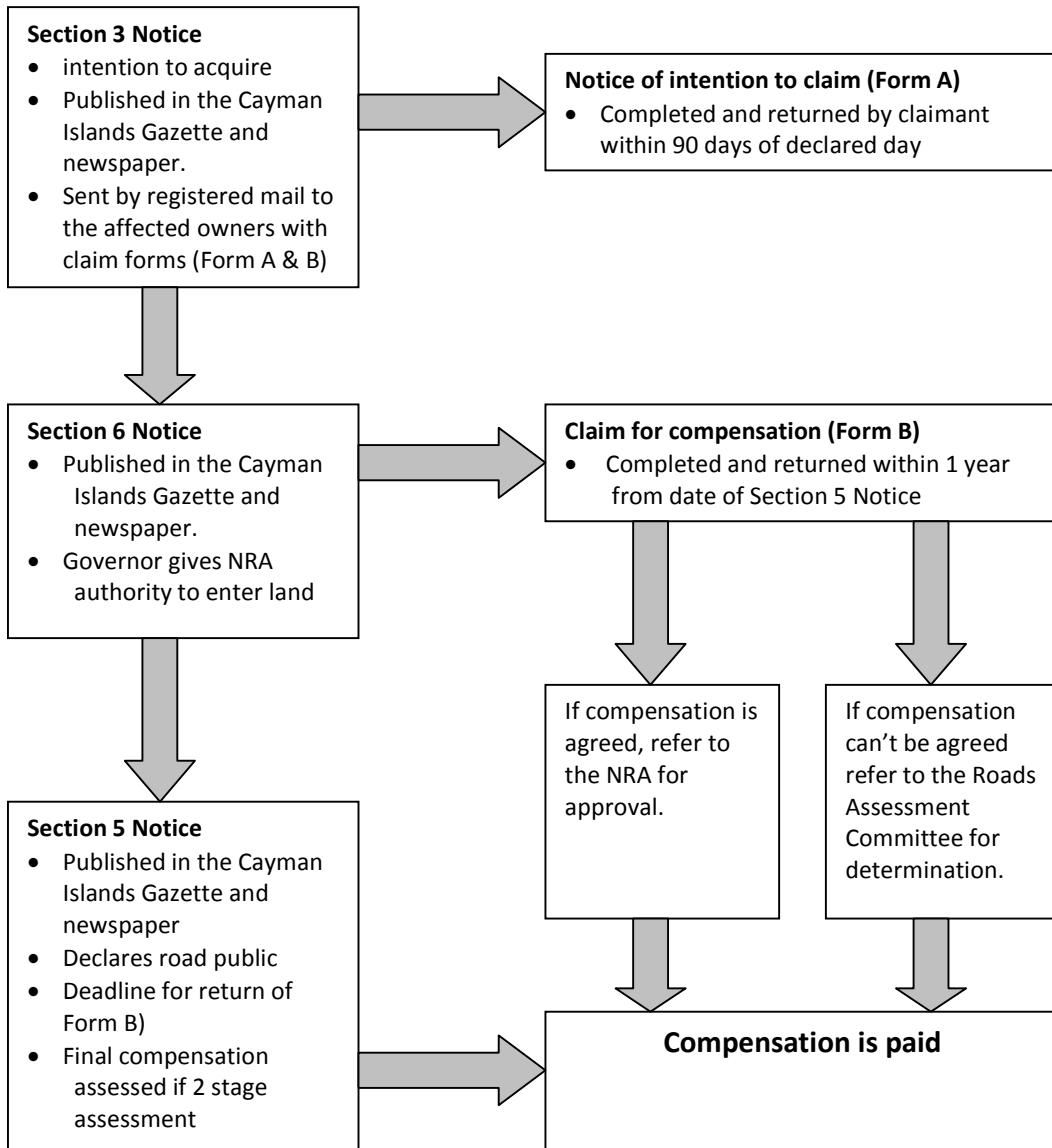 Section 3 Notice
• intention to acquire
• Published in the Cayman
Islands Gazette and
newspaper.
• Sent by registered mail to
the affected owners with
claim forms (Form A & B)
Notice of intention to claim (Form A)
• Completed and returned by claimant
within 90 days of declared day
Section 6 Notice
• Published in the Cayman
Islands Gazette and
newspaper.
• Governor gives NRA
authority to enter land
Claim for compensation (Form B)
• Completed and returned within 1 year
from date of Section 5 Notice
If compensation is
agreed, refer to
the NRA for
approval.
If compensation
can’t be agreed
refer to the Roads
Assessment
Committee for
determination.
Section 5 Notice
• Published in the Cayman
Islands Gazette and
newspaper
• Declares road public
• Deadline for return of
Form B)
• Final compensation
assessed if 2 stage
assessment
Compensation is paid